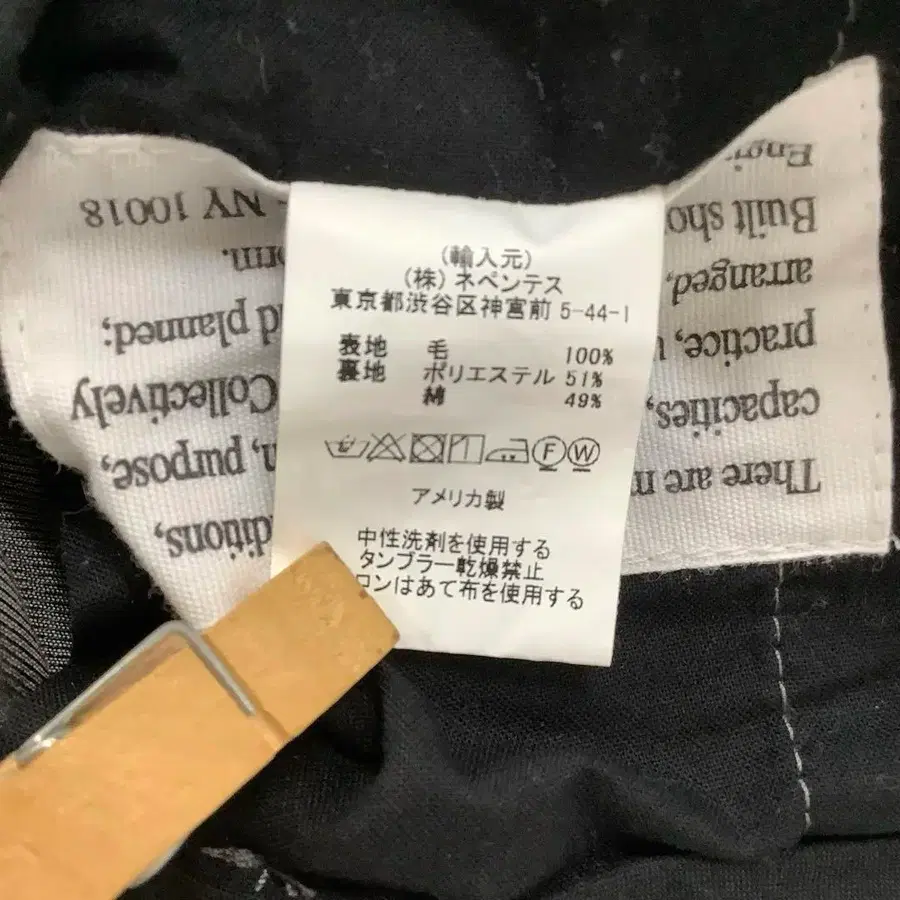 (輸入元)
(株) ネペンテス
東京都渋谷区神宮前 5-44-1
表地 毛 100%
裏地 ポリエステル 51%
綿 49%
F W
アメリカ製
中性洗剤を使用する
タンブラー乾燥禁止
ロンはあて布を使用する
There are m ditions,
capacities, n purpose,
practice, u Collectively
arranged, d planned;
Built sho orm.
Engi NY 10018